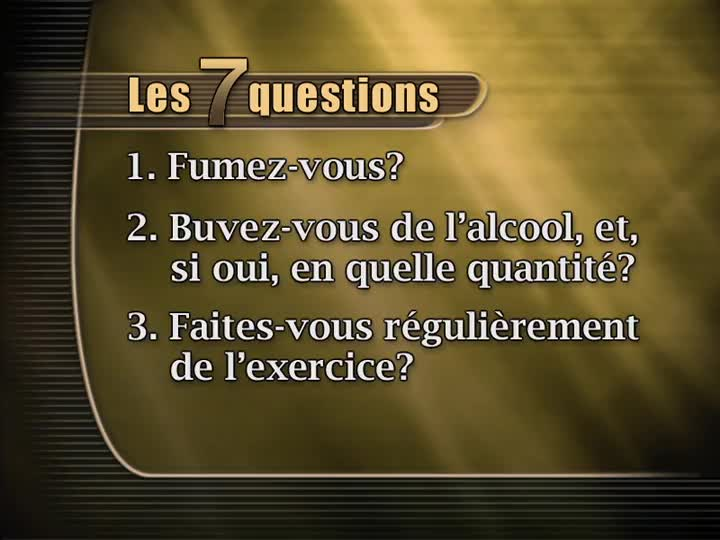 Les 7 questions
1. Fumez-vous?
2. Buvez-vous de l’alcool, et,
si oui, en quelle quantité?
3. Faites-vous régulièrement
de l’exercice?